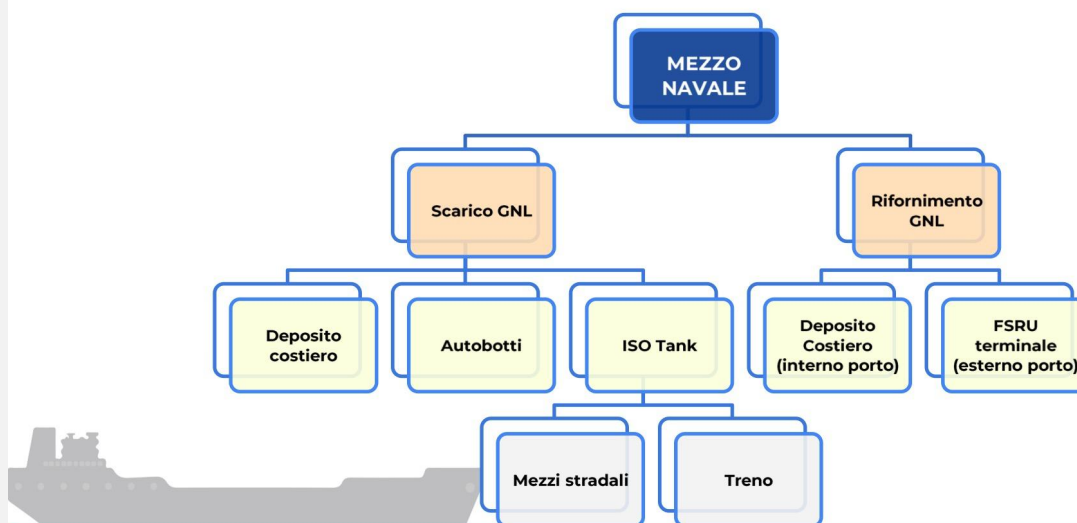 MEZZO
NAVALE
Scarico GNL
Rifornimento
GNL
Deposito
costiero
Autobotti
ISO Tank
Deposito
Costiero
(interno porto)
FSRU
terminale
(esterno porto)
Mezzi stradali
Treno